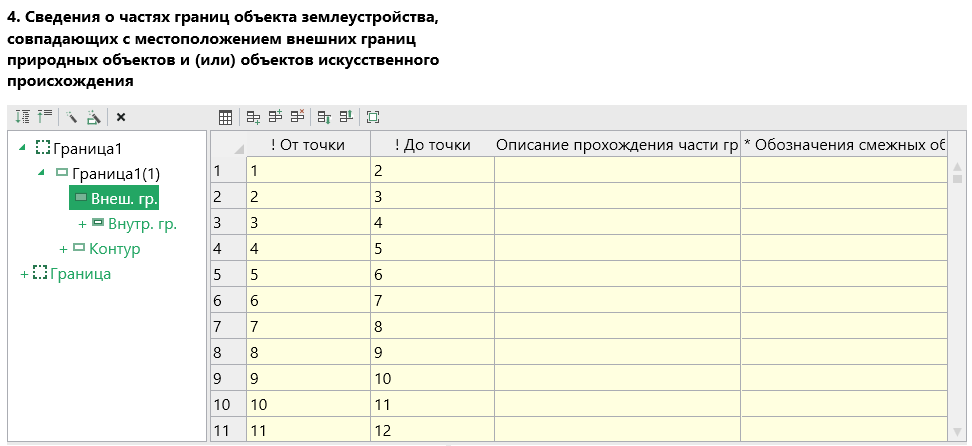 4. Сведения о частях границ объекта землеустройства,
совпадающих с местоположением внешних границ
природных объектов и (или) объектов искусственного
происхождения
! От точки ! До точки Описание прохождения части гр * Обозначения смежных об
Граница1
Граница1(1)
Внеш. гр.
+ Внутр. гр.
+ Контур
+ Граница
1 1 2
2 2 3
3 3 4
4 4 5
5 5 6
6 6 7
7 7 8
8 8 9
9 9 10
10 10 11
11 11 12